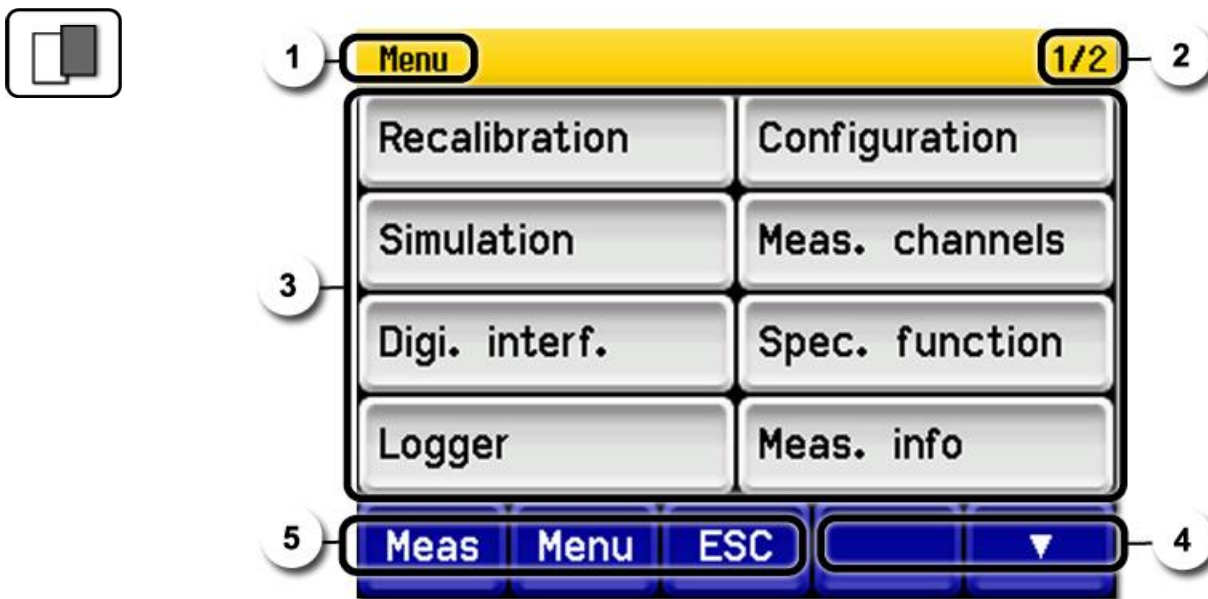 1 Menu 1/2 2
Recalibration Configuration
Simulation Meas. channels
3
Digi. interf. Spec. function
Logger Meas. info
5 Meas Menu ESC ▼ 4